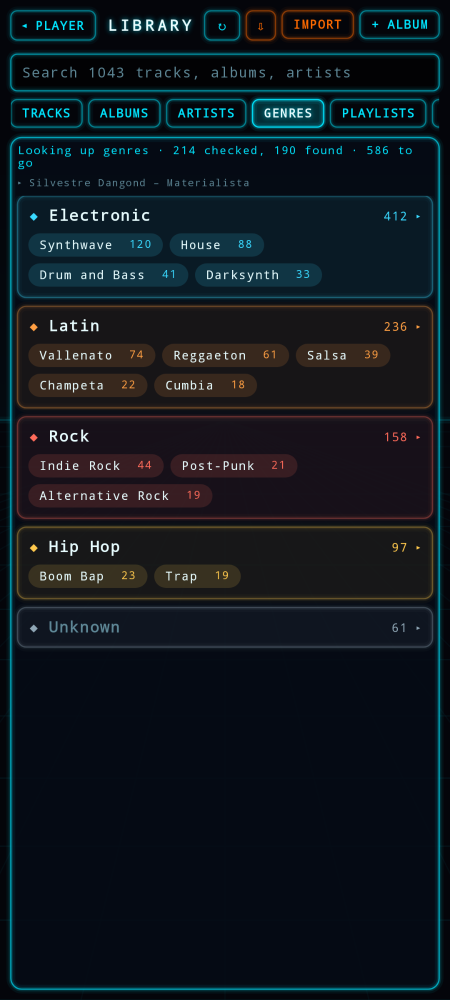 ◂ PLAYER LIBRARY ↻ ⇩ IMPORT + ALBUM
Search 1043 tracks, albums, artists
TRACKS ALBUMS ARTISTS GENRES PLAYLISTS
Looking up genres · 214 checked, 190 found · 586 to
go
▸ Silvestre Dangond – Materialista
◆ Electronic 412 ▸
Synthwave 120 House 88
Drum and Bass 41 Darksynth 33
◆ Latin 236 ▸
Vallenato 74 Reggaeton 61 Salsa 39
Champeta 22 Cumbia 18
◆ Rock 158 ▸
Indie Rock 44 Post-Punk 21
Alternative Rock 19
◆ Hip Hop 97 ▸
Boom Bap 23 Trap 19
◆ Unknown 61 ▸